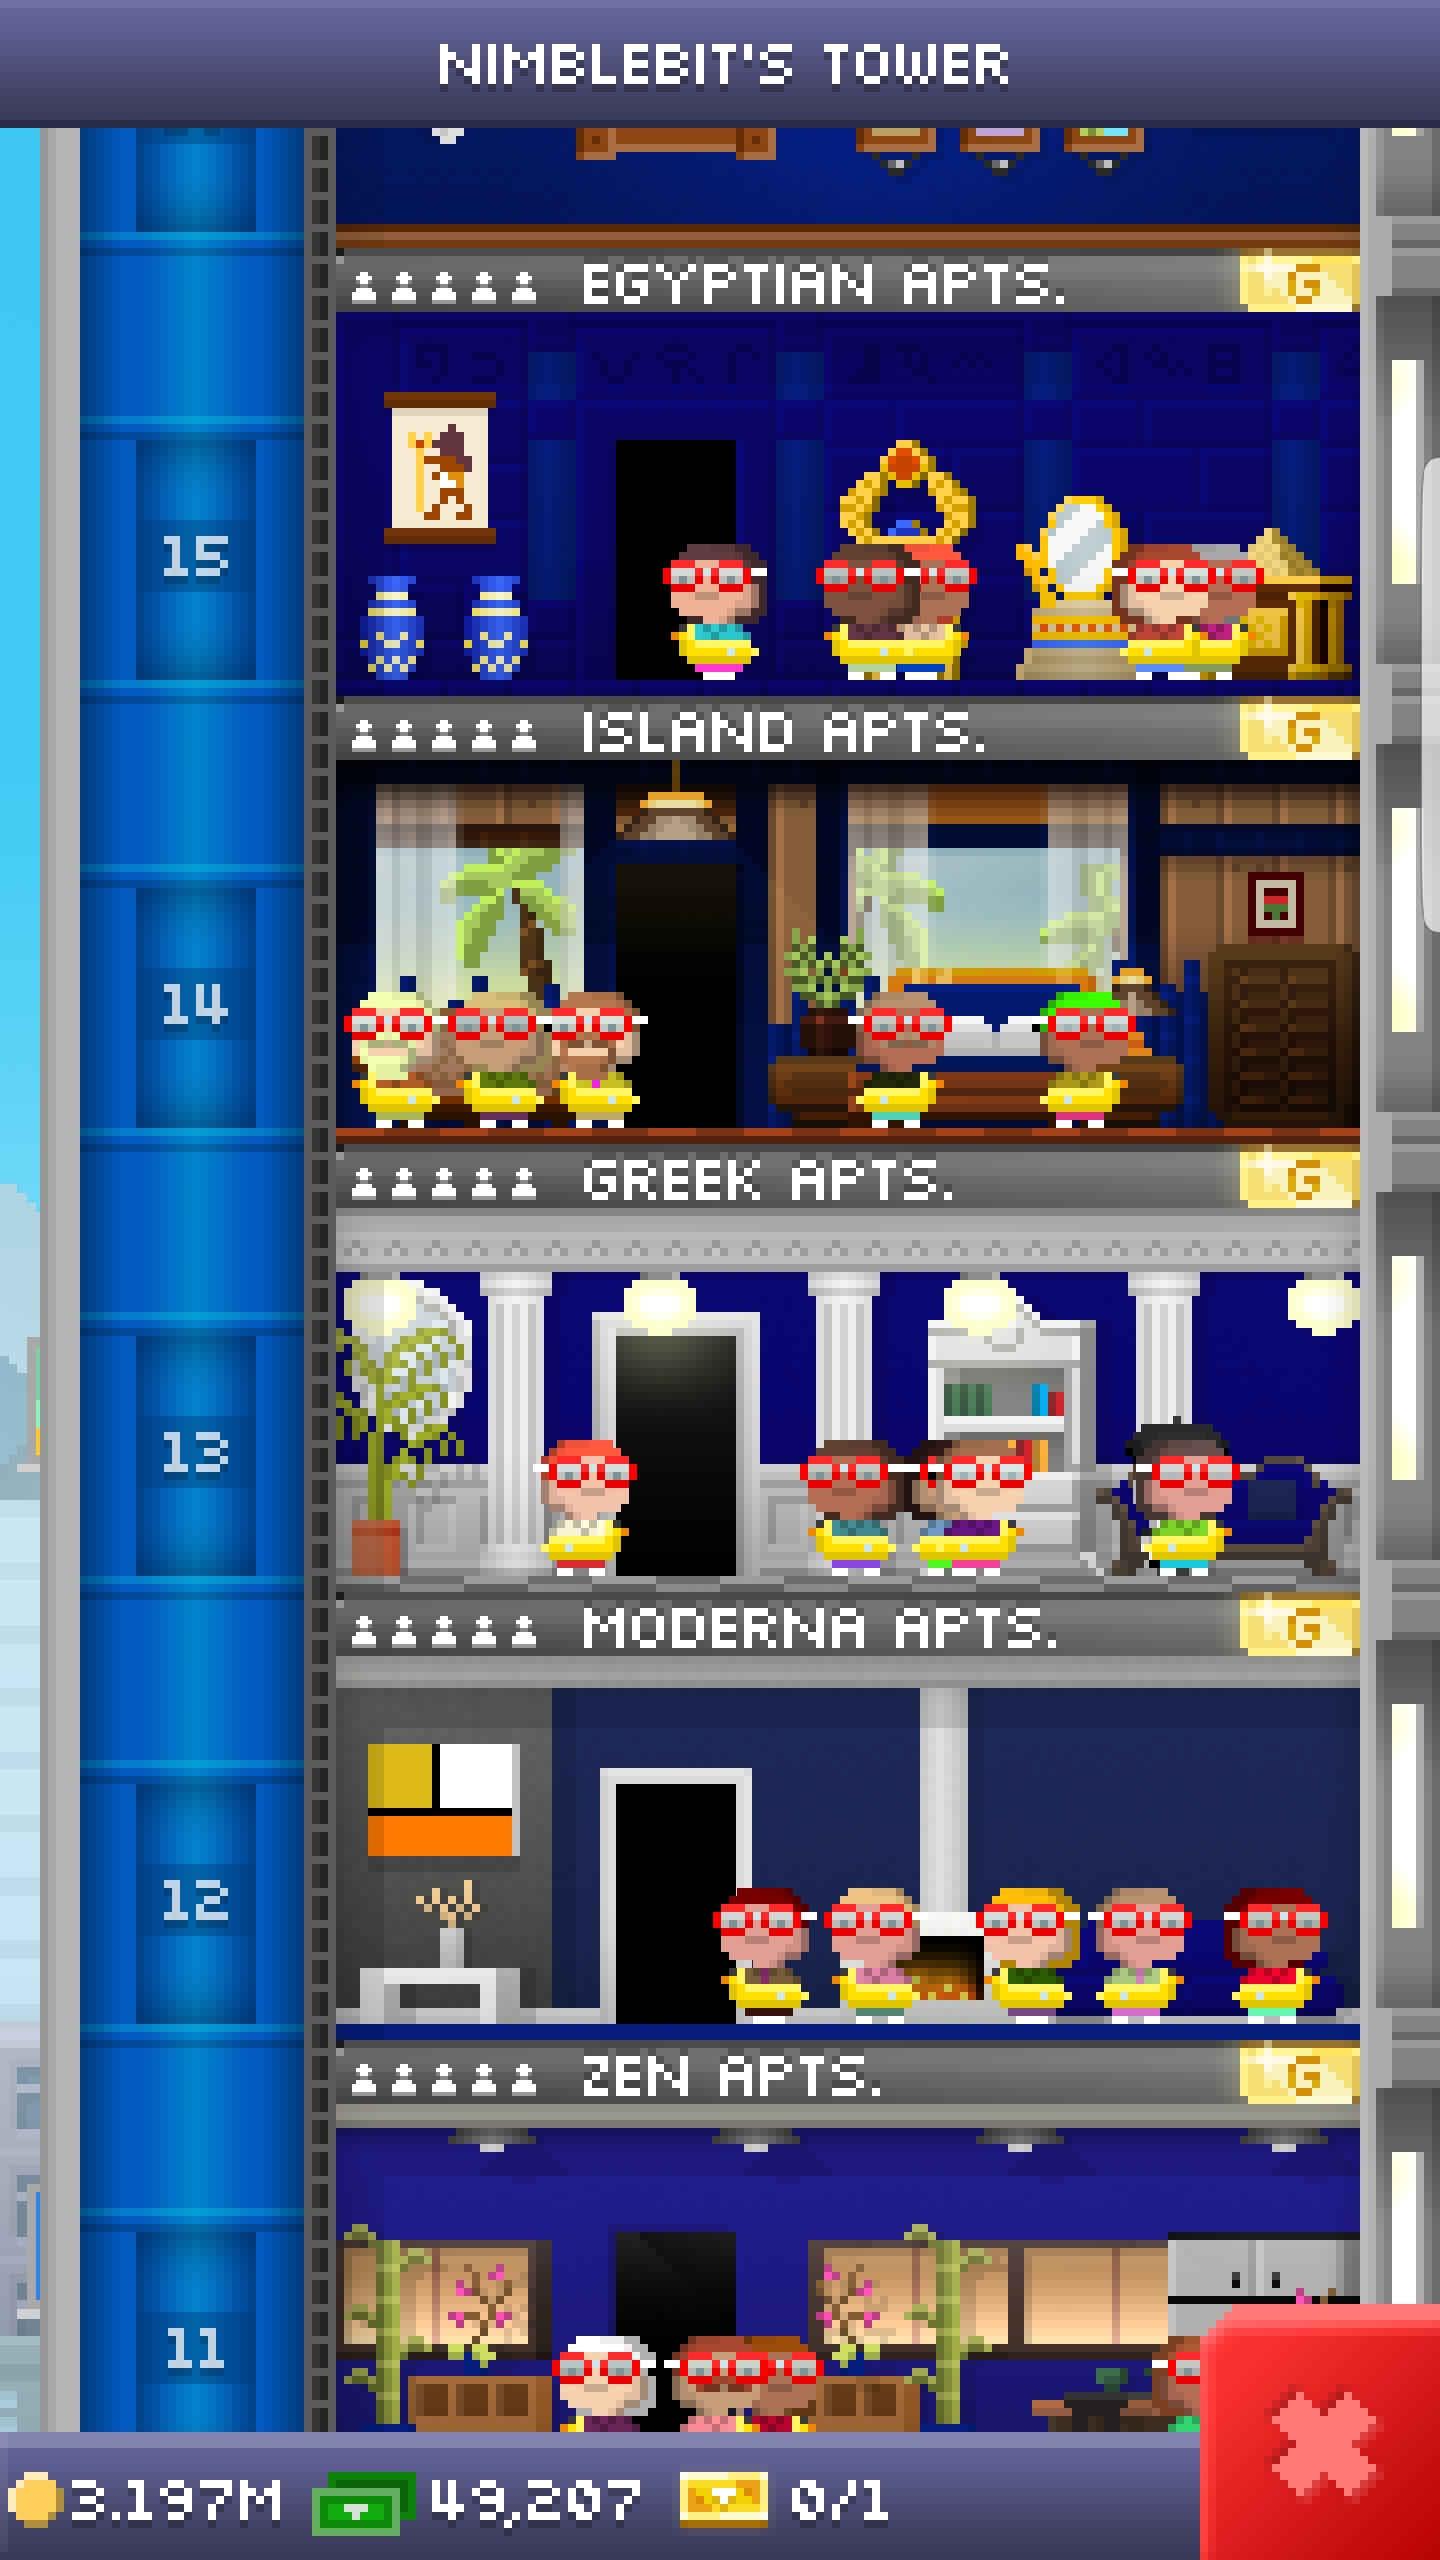 NIMBLEBIT'S TOWER
EGYPTIAN APTS. G
15
ISLAND APTS. G
14
GREEK APTS. G
13
MODERNA APTS. G
12
ZEN APTS. G
11
3.197M 49,207 0/1